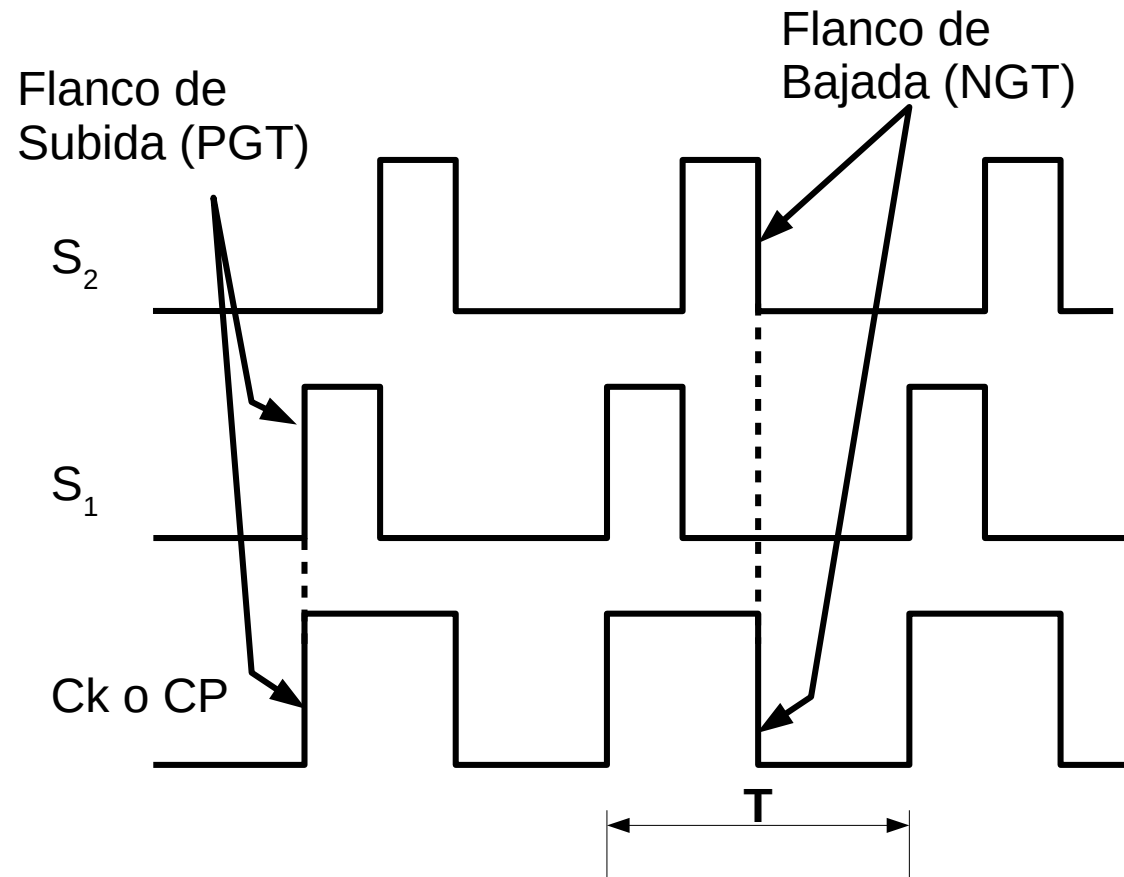 Flanco de
Bajada (NGT)
Flanco de
Subida (PGT)
S2
S1
Ck o CP
T